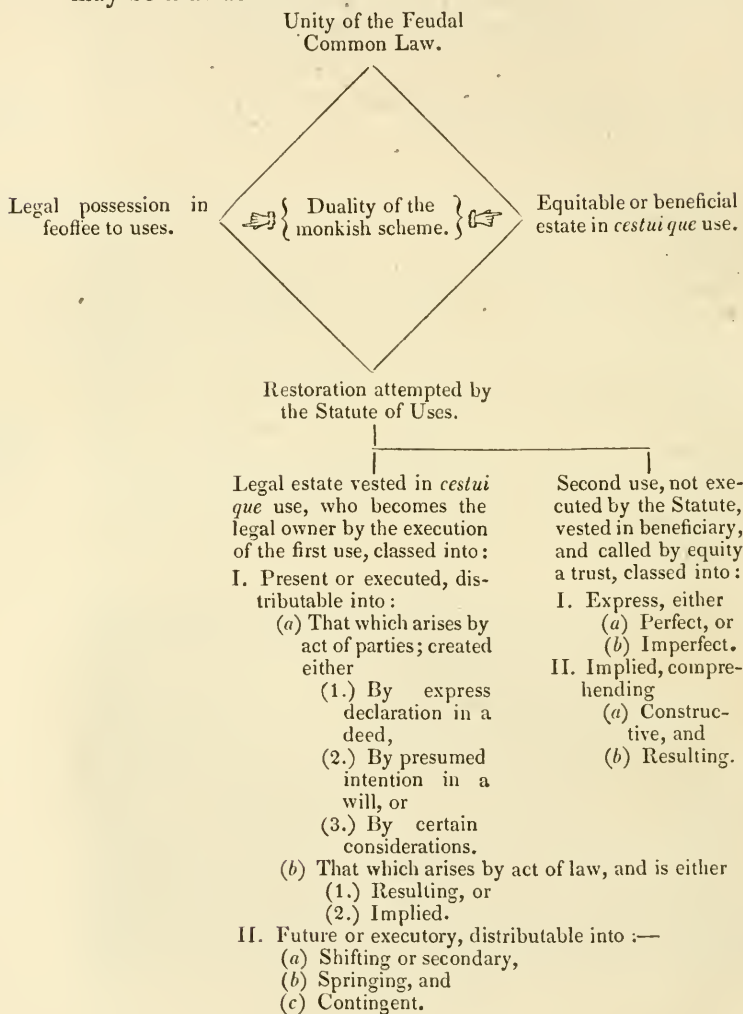 may be
Unity of the Feudal
Common Law.
Legal possession in
feoffee to uses.
Duality of the
monkish scheme.
Equitable or beneficial
estate in cestui que use.
Restoration attempted by
the Statute of Uses.
Legal estate vested in cestui
que use, who becomes the
legal owner by the execution
of the first use, classed into:
I. Present or executed, dis-
tributable into:
(a) That which arises by
act of parties; created
either
(1.) By express
declaration in a
deed,
(2.) By presumed
intention in a
will, or
(3.) By certain
considerations.
(b) That which arises by act of law, and is either
(1.) Resulting, or
(2.) Implied.
II. Future or executory, distributable into:—
(a) Shifting or secondary,
(b) Springing, and
(c) Contingent.
Second use, not exe-
cuted by the Statute,
vested in beneficiary,
and called by equity
a trust, classed into:
I. Express, either
(a) Perfect, or
(b) Imperfect.
II. Implied, compre-
hending
(a) Construc-
tive, and
(b) Resulting.